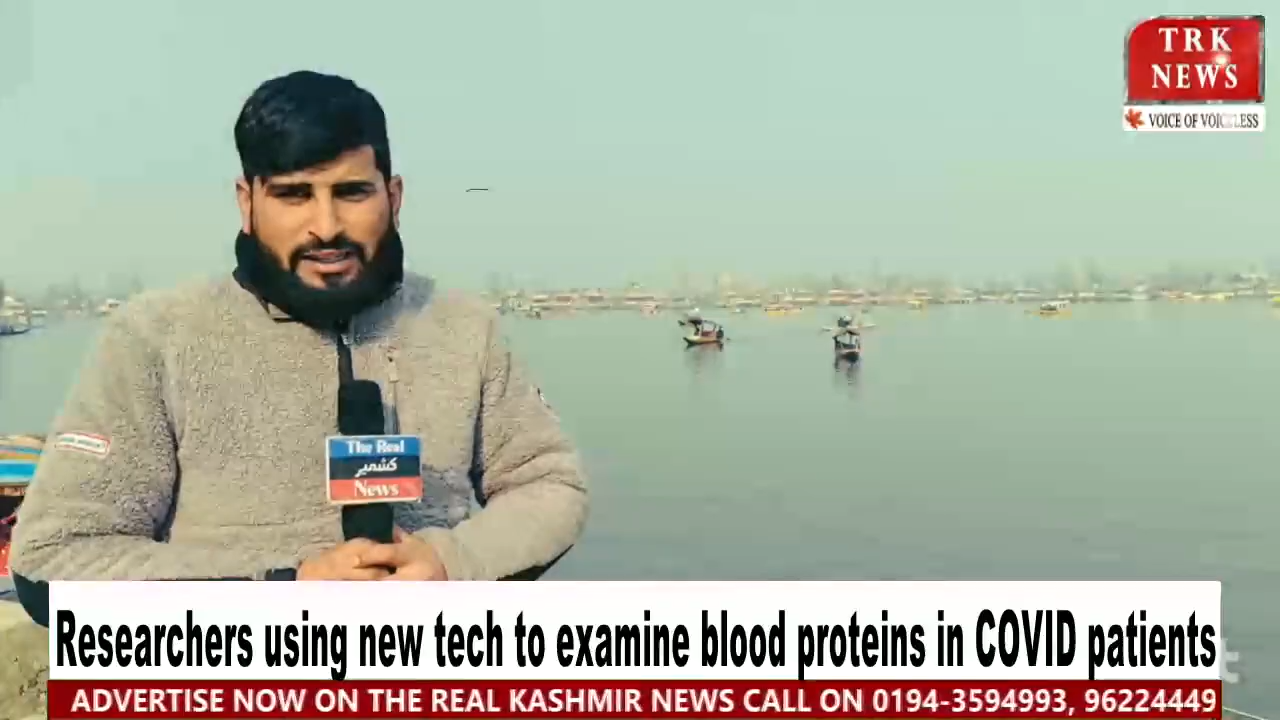 TRK
NEWS
VOICE OF VOICELESS
The Real
کشمیر
News
Researchers using new tech to examine blood proteins in COVID patients
ADVERTISE NOW ON THE REAL KASHMIR NEWS CALL ON 0194-3594993, 96224449